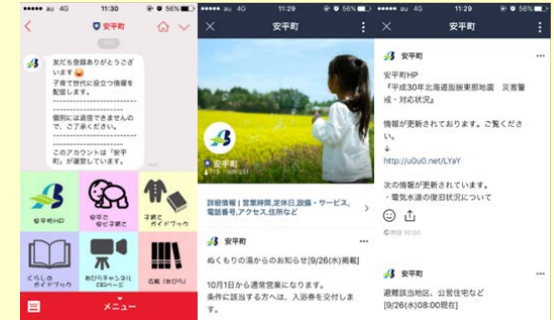 au 4G 11:30 56%
安平町
友だち登録ありがとうござ
います
子育て世代に役立つ情報を
配信します。
個別には返信できませんの
で、ご了承ください。
このアカウントは「安平
町」が運営しています。
安平町HP
安平で
子育て
ガイドブック
くらしの
ガイドブック
あびらチャンネル
広報「あびら」
メニュー
au 4G 11:29 56%
安平町
安平町
詳細情報 | 営業時間,定休日,設備・サービス,
電話番号,アクセス,住所など
安平町
ぬくもりの湯からのお知らせ[9/26(水)掲載]
10月1日から通常営業になります。
条件に該当する方へは、入浴券を交付しま
す。
au 4G 11:29 56%
安平町
安平町
安平町HP
『平成30年北海道胆振東部地震 災害警
戒・対応状況』
情報が更新されております。ご覧くださ
い。
↓
http://u0u0.net/LYaY
次の情報が更新されています。
・電気水道の復旧状況について
昨日 10:00
安平町
避難該当地区、公営住宅など
[9/26(水)08:00現在]